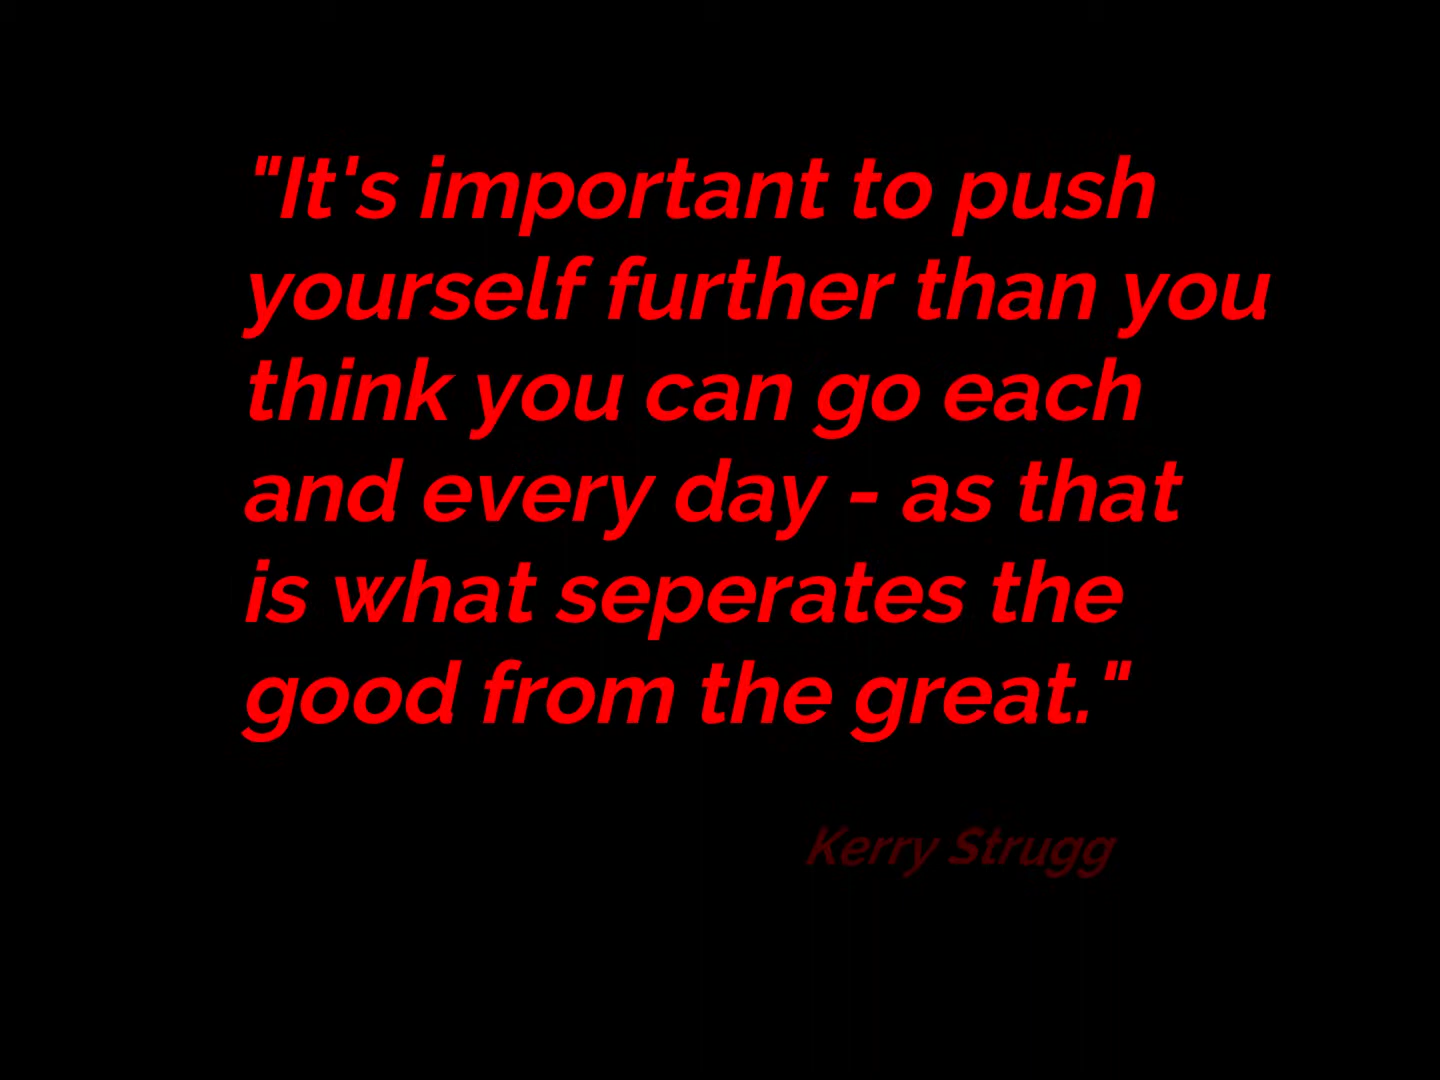 "It's important to push
yourself further than you
think you can go each
and every day - as that
is what seperates the
good from the great."
Kerry Strugg